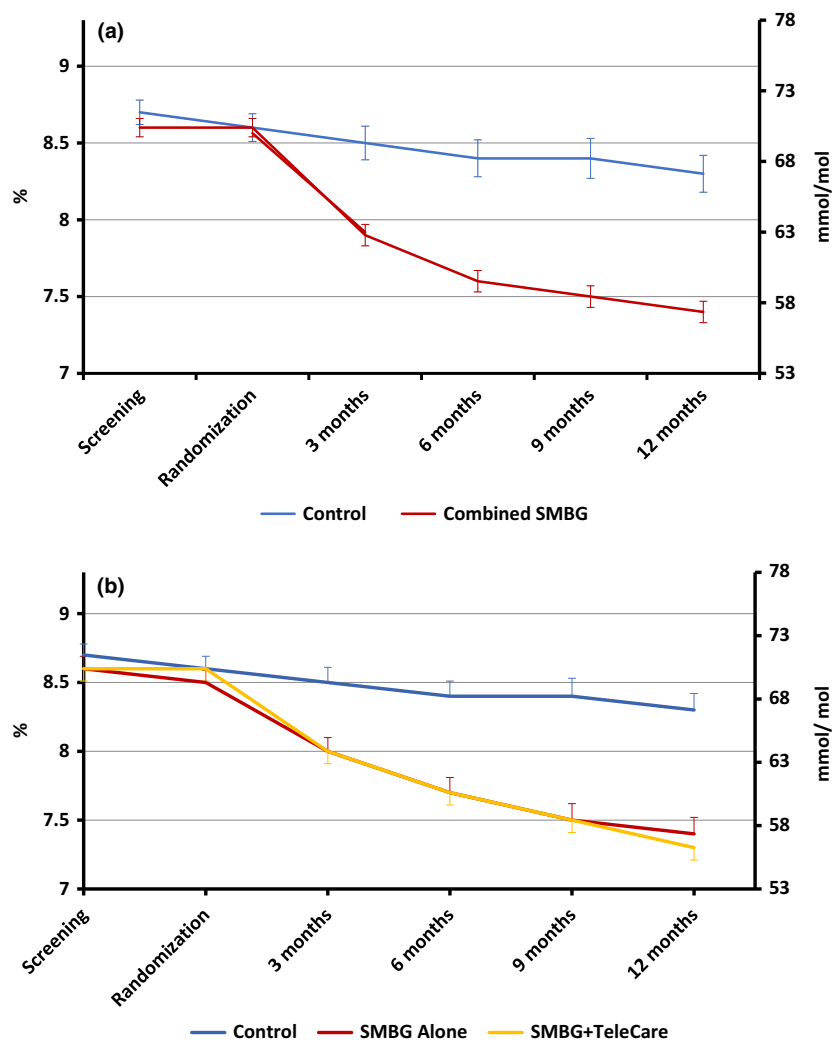 (a)
78
9
73
8.5
68
%
8
mmol/mol
63
7.5
58
7
53
Screening
Randomization
3 months
6 months
9 months
12 months
Control
Combined SMBG
(b)
78
9
73
8.5
68
%
8
mmol/ mol
63
7.5
58
7
53
Screening
Randomization
3 months
6 months
9 months
12 months
Control
SMBG Alone
SMBG+TeleCare